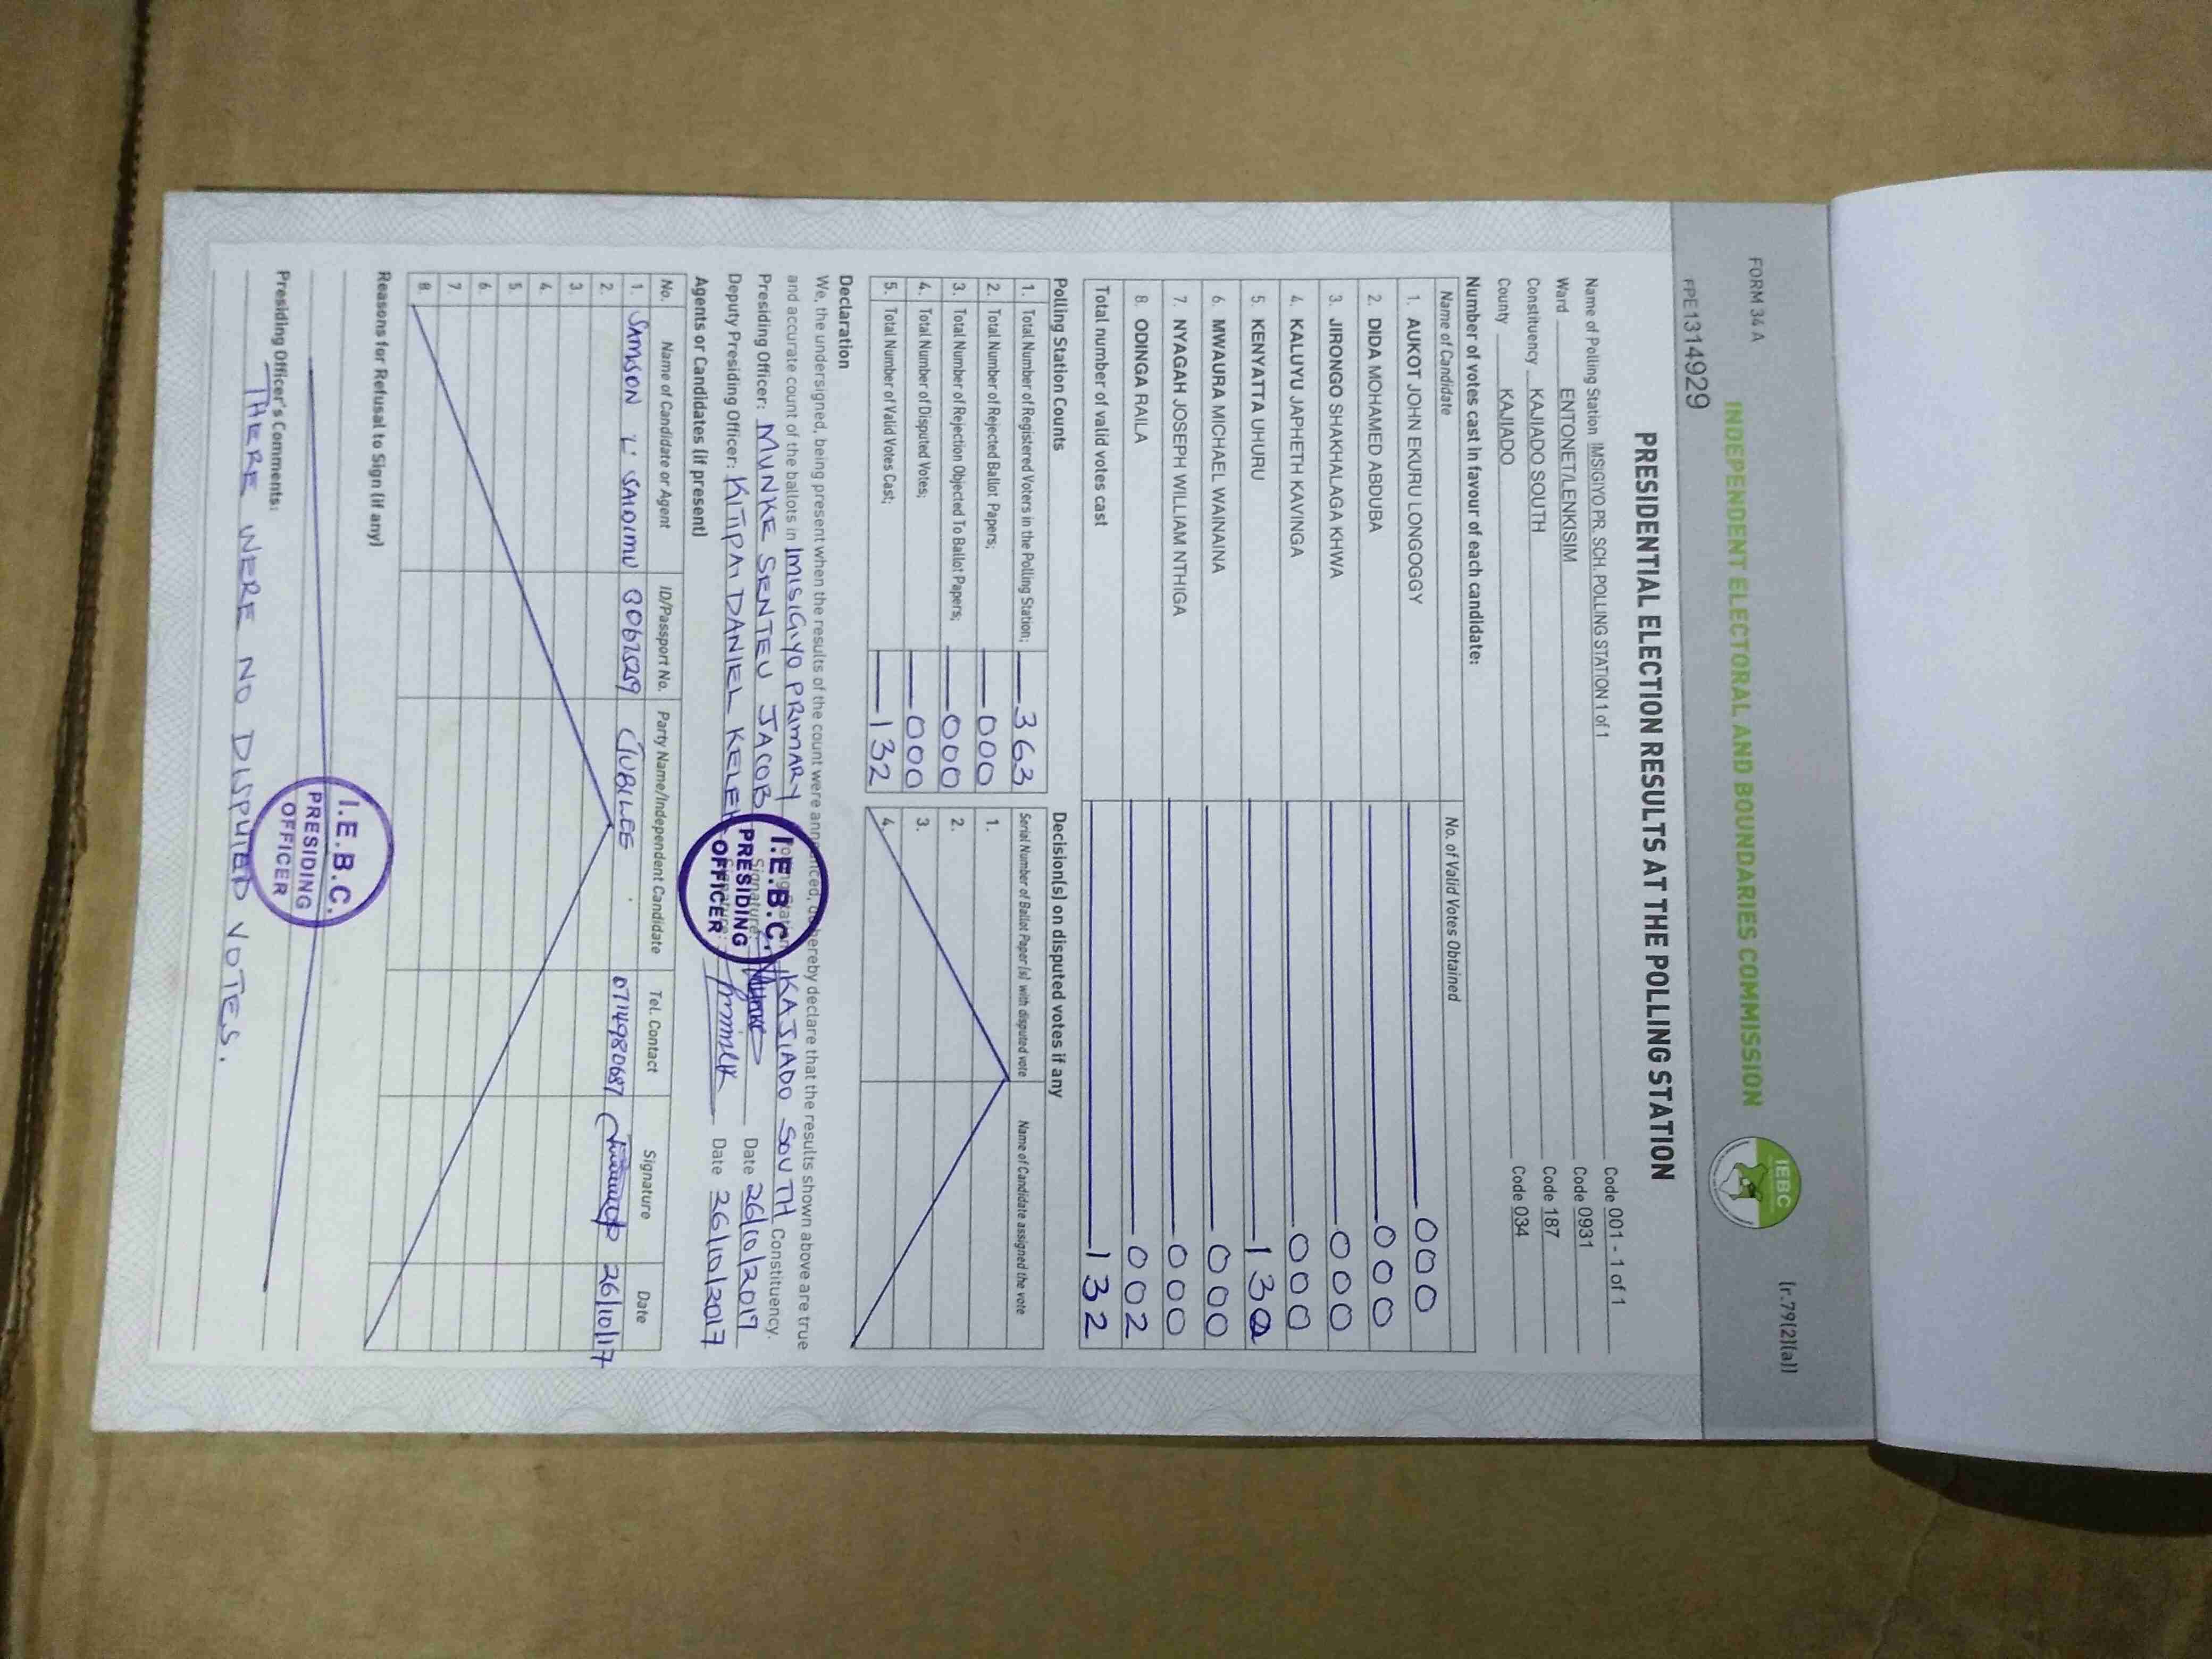 FORM 34 A
(r.79(2)(a))
INDEPENDENT ELECTORAL AND BOUNDARIES COMMISSION
IEBC
FPE1314929
PRESIDENTIAL ELECTION RESULTS AT THE POLLING STATION
Name of Polling Station IMSIGIYO PR. SCH. POLLING STATION 1 of 1 Code 001 - 1 of 1
Ward ENTONET/LENKISIM Code 0931
Constituency KAJIADO SOUTH Code 187
County KAJIADO Code 034
Number of votes cast in favour of each candidate:
Name of Candidate No. of Valid Votes Obtained
1. AUKOT JOHN EKURU LONGOGGY 000
2. DIDA MOHAMED ABDUBA 000
3. JIRONGO SHAKHALAGA KHWA 000
4. KALUYU JAPHETH KAVINGA 000
5. KENYATTA UHURU 130
6. MWAURA MICHAEL WAINAINA 000
7. NYAGAH JOSEPH WILLIAM NTHIGA 000
8. ODINGA RAILA 002
Total number of valid votes cast 132
Polling Station Counts
1. Total Number of Registered Voters in the Polling Station; 363
2. Total Number of Rejected Ballot Papers; 000
3. Total Number of Rejection Objected To Ballot Papers; 000
4. Total Number of Disputed Votes; 000
5. Total Number of Valid Votes Cast; 132
Decision(s) on disputed votes if any
Serial Number of Ballot Paper(s) with disputed vote Name of Candidate assigned the vote
1.
2.
3.
4.
Declaration
We, the undersigned, being present when the results of the count were announced, do hereby declare that the results shown above are true
and accurate count of the ballots in IMISIGIYO PRIMARY Polling Station, KAJIADO SOUTH Constituency.
Presiding Officer: MUNKE SENTEU JACOB Signature: Munke Date 26/10/2017
Deputy Presiding Officer: KITIPAI DANIEL Signature: Date 26/10/2017
I.E.B.C.
PRESIDING
OFFICER
Agents or Candidates (if present)
No. Name of Candidate or Agent ID/Passport No. Party Name/Independent Candidate Tel. Contact Signature Date
1. SAMSON L. SALOIMU 30625259 JUBILEE 0714980687 26/10/17
2.
3.
4.
5.
6.
7.
8.
Reasons for Refusal to Sign (if any)
I.E.B.C.
PRESIDING
OFFICER
Presiding Officer's Comments:
THERE WERE NO DISPUTED VOTES.